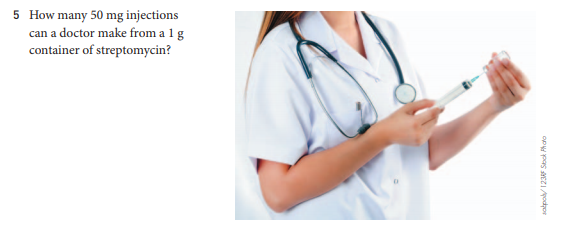 5 How many 50 mg injections
can a doctor make from a 1 g
container of streptomycin?